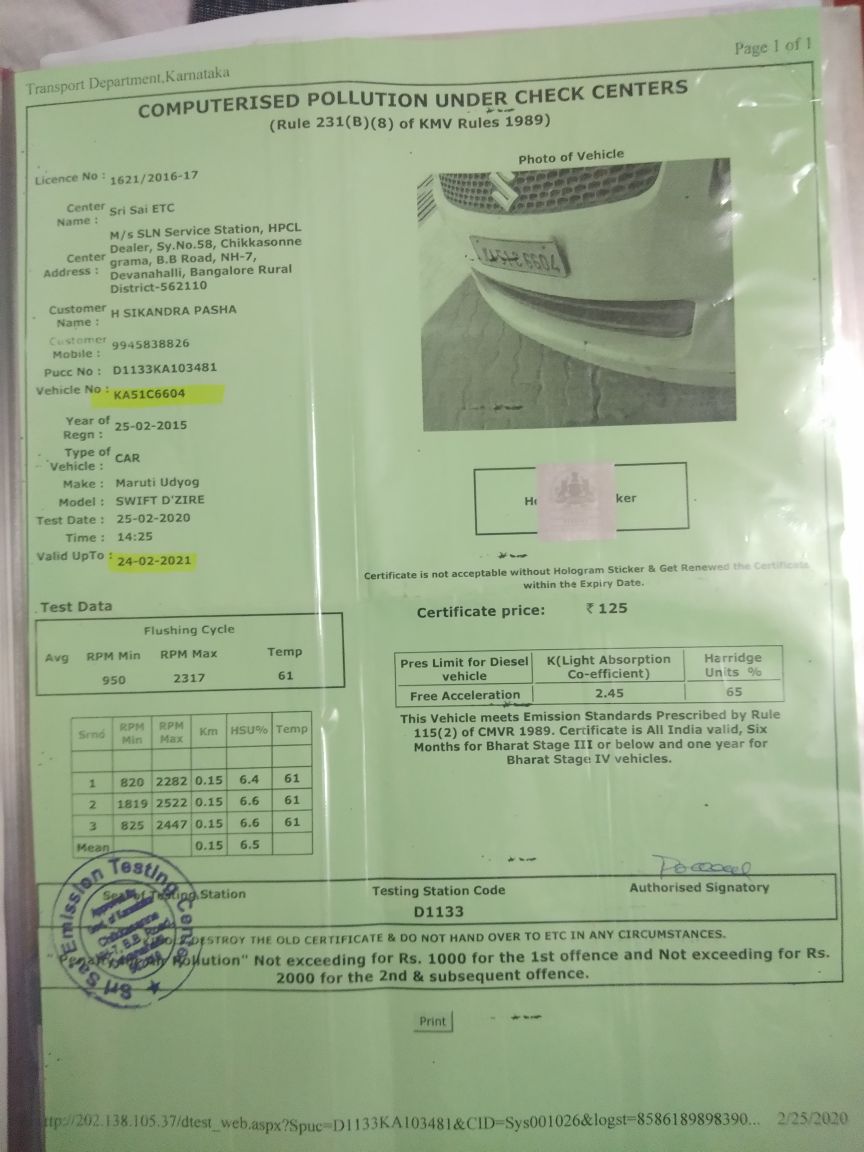 Transport Department,Karnataka
Page 1 of 1
COMPUTERISED POLLUTION UNDER CHECK CENTERS
(Rule 231(B)(8) of KMV Rules 1989)
Licence No : 1621/2016-17
Center Name : Sri Sai ETC
Center Address : M/s SLN Service Station, HPCL
Dealer, Sy.No.58, Chikkasonne
grama, B.B Road, NH-7,
Devanahalli, Bangalore Rural
District-562110
Customer Name : H SIKANDRA PASHA
Customer Mobile : 9945838826
Pucc No : D1133KA103481
Vehicle No : KA51C6604
Year of Regn : 25-02-2015
Type of Vehicle : CAR
Make : Maruti Udyog
Model : SWIFT D'ZIRE
Test Date : 25-02-2020
Time : 14:25
Valid UpTo : 24-02-2021
Photo of Vehicle
Ho ker
Certificate is not acceptable without Hologram Sticker & Get Renewed the Certificate
within the Expiry Date.
Certificate price: ₹ 125
Test Data
Flushing Cycle
Avg RPM Min RPM Max Temp
950 2317 61
Pres Limit for Diesel vehicle K(Light Absorption Co-efficient) Harridge Units %
Free Acceleration 2.45 65
This Vehicle meets Emission Standards Prescribed by Rule
115(2) of CMVR 1989. Certificate is All India valid, Six
Months for Bharat Stage III or below and one year for
Bharat Stage IV vehicles.
Srno RPM Min RPM Max Km HSU% Temp
1 820 2282 0.15 6.4 61
2 1819 2522 0.15 6.6 61
3 825 2447 0.15 6.6 61
Mean 0.15 6.5
Seal of Testing Station
Testing Station Code
D1133
Authorised Signatory
Sri Sai Emission Testing Center
DESTROY THE OLD CERTIFICATE & DO NOT HAND OVER TO ETC IN ANY CIRCUMSTANCES.
Pollution" Not exceeding for Rs. 1000 for the 1st offence and Not exceeding for Rs.
2000 for the 2nd & subsequent offence.
Print
ttp://202.138.105.37/dtest_web.aspx?Spuc=D1133KA103481&CID=Sys001026&logst=8586189898390... 2/25/2020